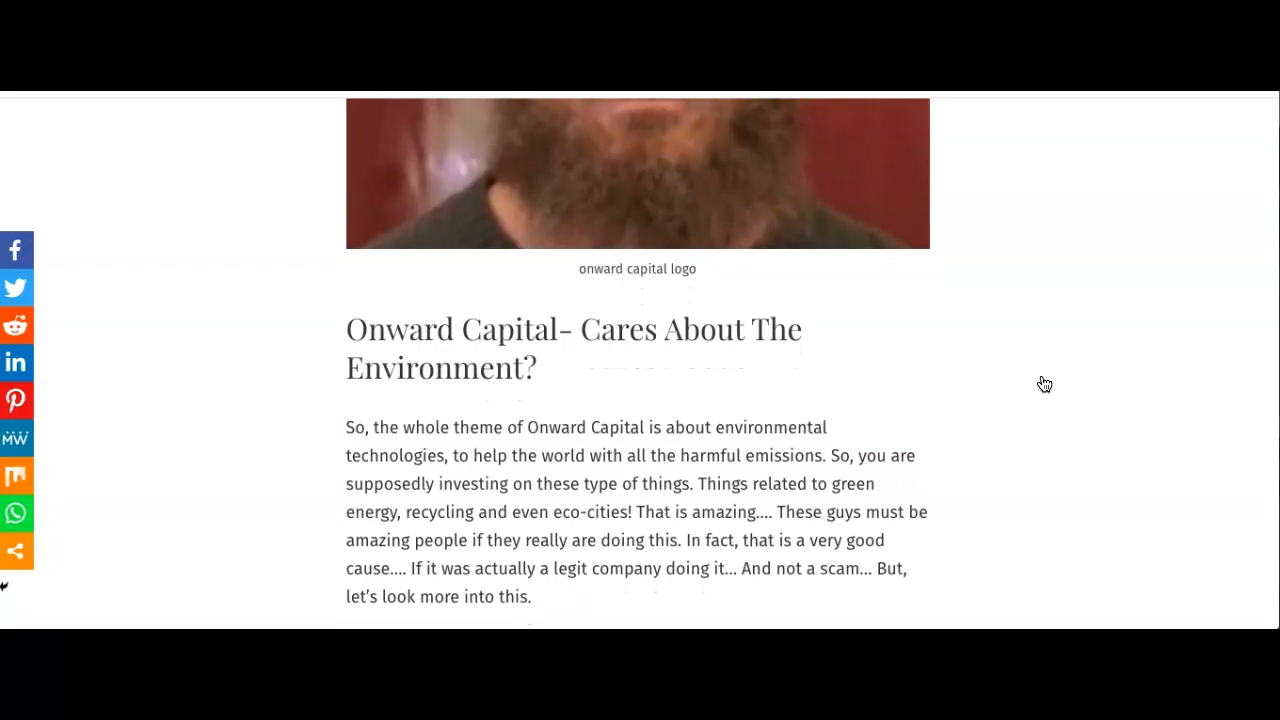 onward capital logo
Onward Capital- Cares About The
Environment?
So, the whole theme of Onward Capital is about environmental
technologies, to help the world with all the harmful emissions. So, you are
supposedly investing on these type of things. Things related to green
energy, recycling and even eco-cities! That is amazing.... These guys must be
amazing people if they really are doing this. In fact, that is a very good
cause.... If it was actually a legit company doing it... And not a scam... But,
let’s look more into this.
MW